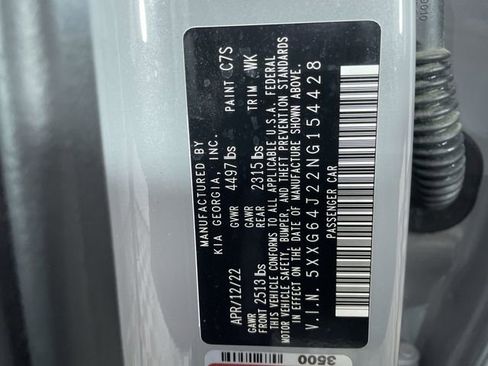 MANUFACTURED BY
KIA GEORGIA, INC.
PAINT C7S
APR/12/22
GVWR 4497lbs
TRIM WK
GAWR FRONT 2513lbs
GAWR REAR 2315lbs
THIS VEHICLE CONFORMS TO ALL APPLICABLE U.S.A. FEDERAL
MOTOR VEHICLE SAFETY, BUMPER, AND THEFT PREVENTION STANDARDS
IN EFFECT ON THE DATE OF MANUFACTURE SHOWN ABOVE.
V.I.N. 5XXG64J22NG154428
PASSENGER CAR
3500